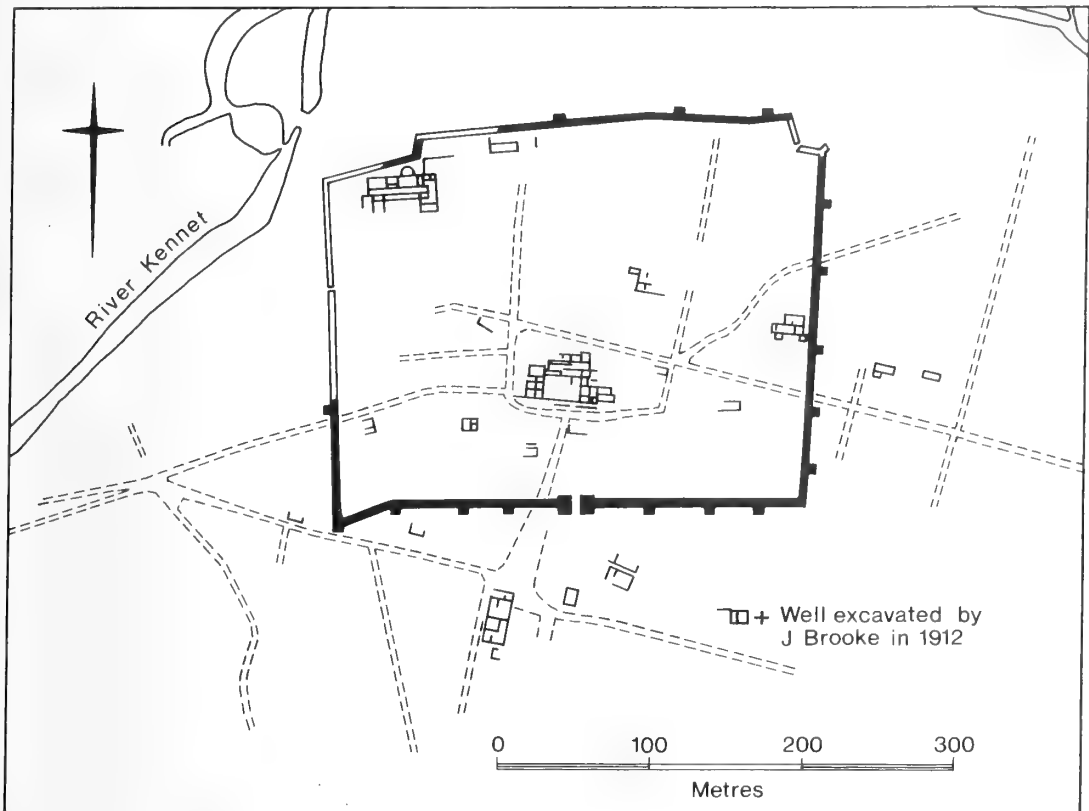 River Kennet
+ Well excavated by
J Brooke in 1912
0 100 200 300
Metres